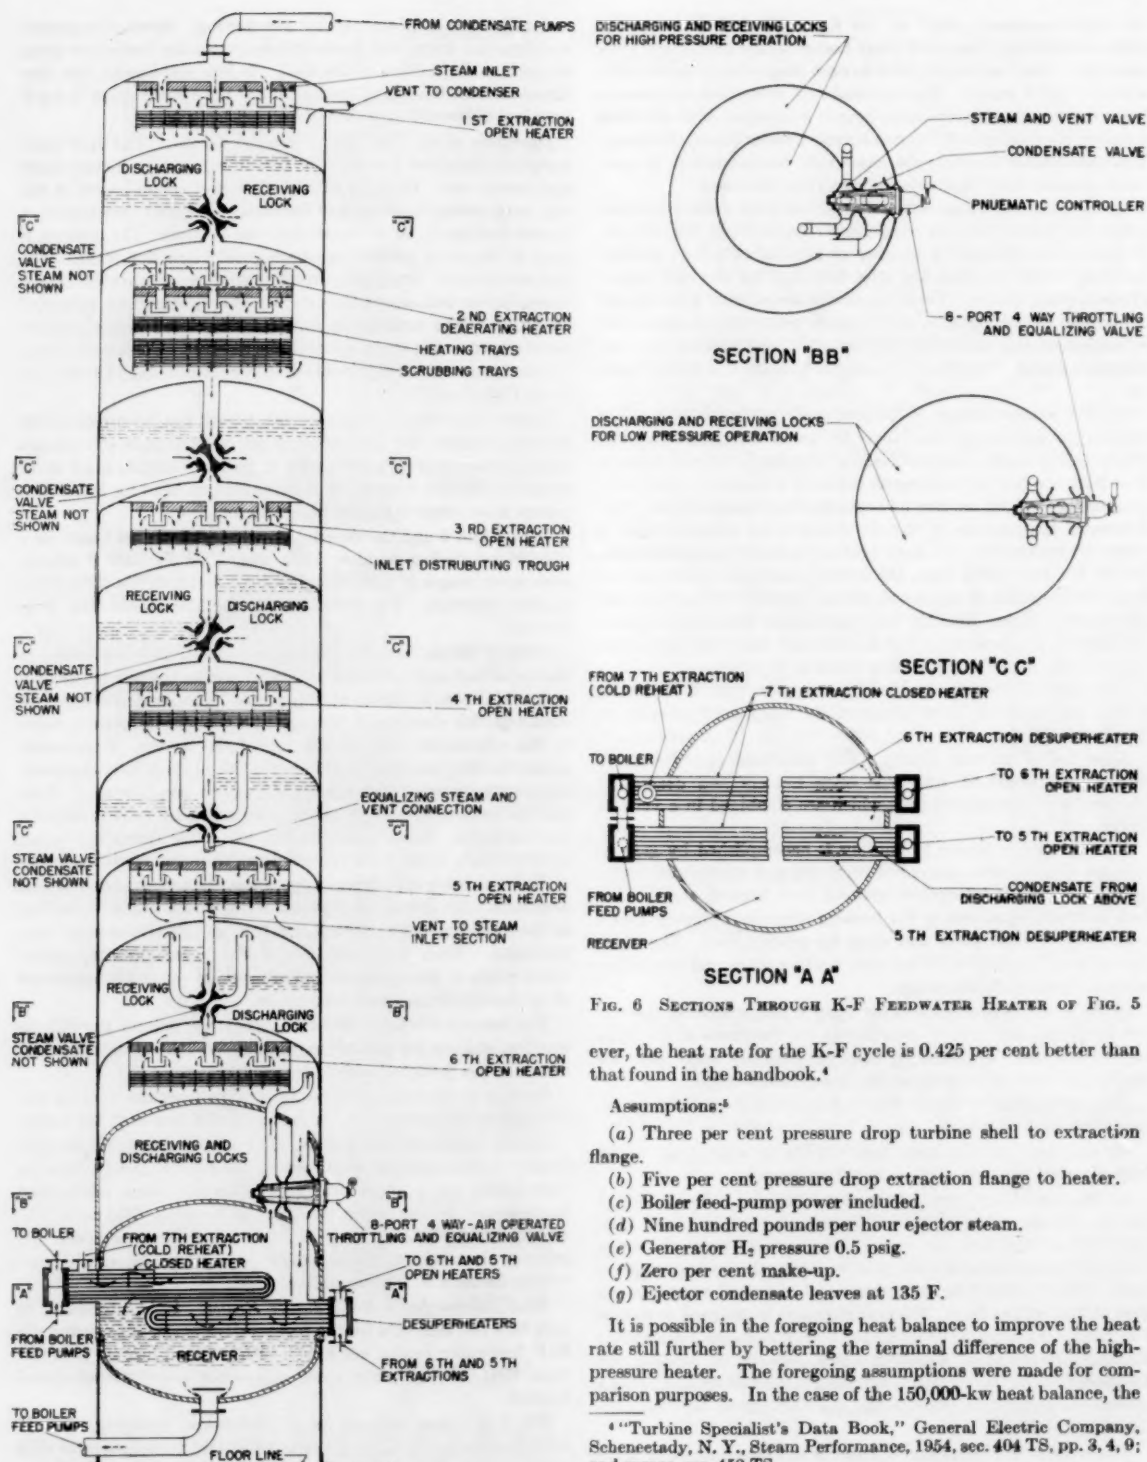 FROM CONDENSATE PUMPS
STEAM INLET
VENT TO CONDENSER
1 ST EXTRACTION
OPEN HEATER
DISCHARGING
LOCK
RECEIVING
LOCK
"C"
"C"
CONDENSATE
VALVE
STEAM NOT
SHOWN
2 ND EXTRACTION
DEAERATING HEATER
HEATING TRAYS
SCRUBBING TRAYS
"C"
"C"
CONDENSATE
VALVE
STEAM NOT
SHOWN
3 RD EXTRACTION
OPEN HEATER
INLET DISTRUBUTING TROUGH
RECEIVING
LOCK
DISCHARGING
LOCK
"C"
"C"
CONDENSATE
VALVE
STEAM NOT
SHOWN
4 TH EXTRACTION
OPEN HEATER
EQUALIZING STEAM AND
VENT CONNECTION
"C"
"C"
STEAM VALVE
CONDENSATE
NOT SHOWN
5 TH EXTRACTION
OPEN HEATER
VENT TO STEAM
INLET SECTION
RECEIVING
LOCK
DISCHARGING
LOCK
"B"
"B"
STEAM VALVE
CONDENSATE
NOT SHOWN
6 TH EXTRACTION
OPEN HEATER
RECEIVING AND
DISCHARGING LOCKS
"B"
"B"
8-PORT 4 WAY-AIR OPERATED
THROTTLING AND EQUALIZING VALVE
TO BOILER
FROM 7TH EXTRACTION
(COLD REHEAT)
CLOSED HEATER
TO 6TH AND 5TH
OPEN HEATERS
"A"
"A"
DESUPERHEATERS
FROM BOILER
FEED PUMPS
RECEIVER
FROM 6TH AND 5TH
EXTRACTIONS
TO BOILER
FEED PUMPS
FLOOR LINE
DISCHARGING AND RECEIVING LOCKS
FOR HIGH PRESSURE OPERATION
STEAM AND VENT VALVE
CONDENSATE VALVE
PNUEMATIC CONTROLLER
8-PORT 4 WAY THROTTLING
AND EQUALIZING VALVE
SECTION "BB"
DISCHARGING AND RECEIVING LOCKS
FOR LOW PRESSURE OPERATION
SECTION "C C"
FROM 7 TH EXTRACTION
(COLD REHEAT)
7 TH EXTRACTION CLOSED HEATER
6 TH EXTRACTION DESUPERHEATER
TO BOILER
TO 6 TH EXTRACTION
OPEN HEATER
TO 5 TH EXTRACTION
OPEN HEATER
FROM BOILER
FEED PUMPS
CONDENSATE FROM
DISCHARGING LOCK ABOVE
RECEIVER
5 TH EXTRACTION DESUPERHEATER
SECTION "A A"
FIG. 6 SECTIONS THROUGH K-F FEEDWATER HEATER OF FIG. 5
ever, the heat rate for the K-F cycle is 0.425 per cent better than
that found in the handbook.⁴
Assumptions:⁵
(a) Three per cent pressure drop turbine shell to extraction
flange.
(b) Five per cent pressure drop extraction flange to heater.
(c) Boiler feed-pump power included.
(d) Nine hundred pounds per hour ejector steam.
(e) Generator H₂ pressure 0.5 psig.
(f) Zero per cent make-up.
(g) Ejector condensate leaves at 135 F.
It is possible in the foregoing heat balance to improve the heat
rate still further by bettering the terminal difference of the high-
pressure heater. The foregoing assumptions were made for com-
parison purposes. In the case of the 150,000-kw heat balance, the
⁴ "Turbine Specialist's Data Book," General Electric Company,
Schenectady, N. Y., Steam Performance, 1954, sec. 404 TS, pp. 3, 4, 9;